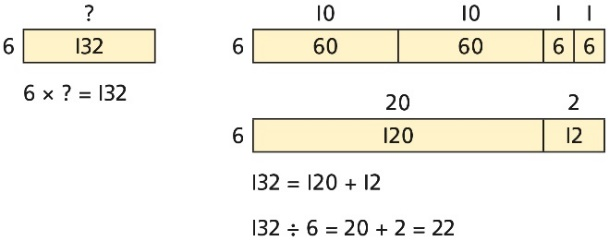 ?
6 132
6 × ? = 132
10 10 1 1
6 60 60 6 6
20 2
6 120 12
132 = 120 + 12
132 ÷ 6 = 20 + 2 = 22